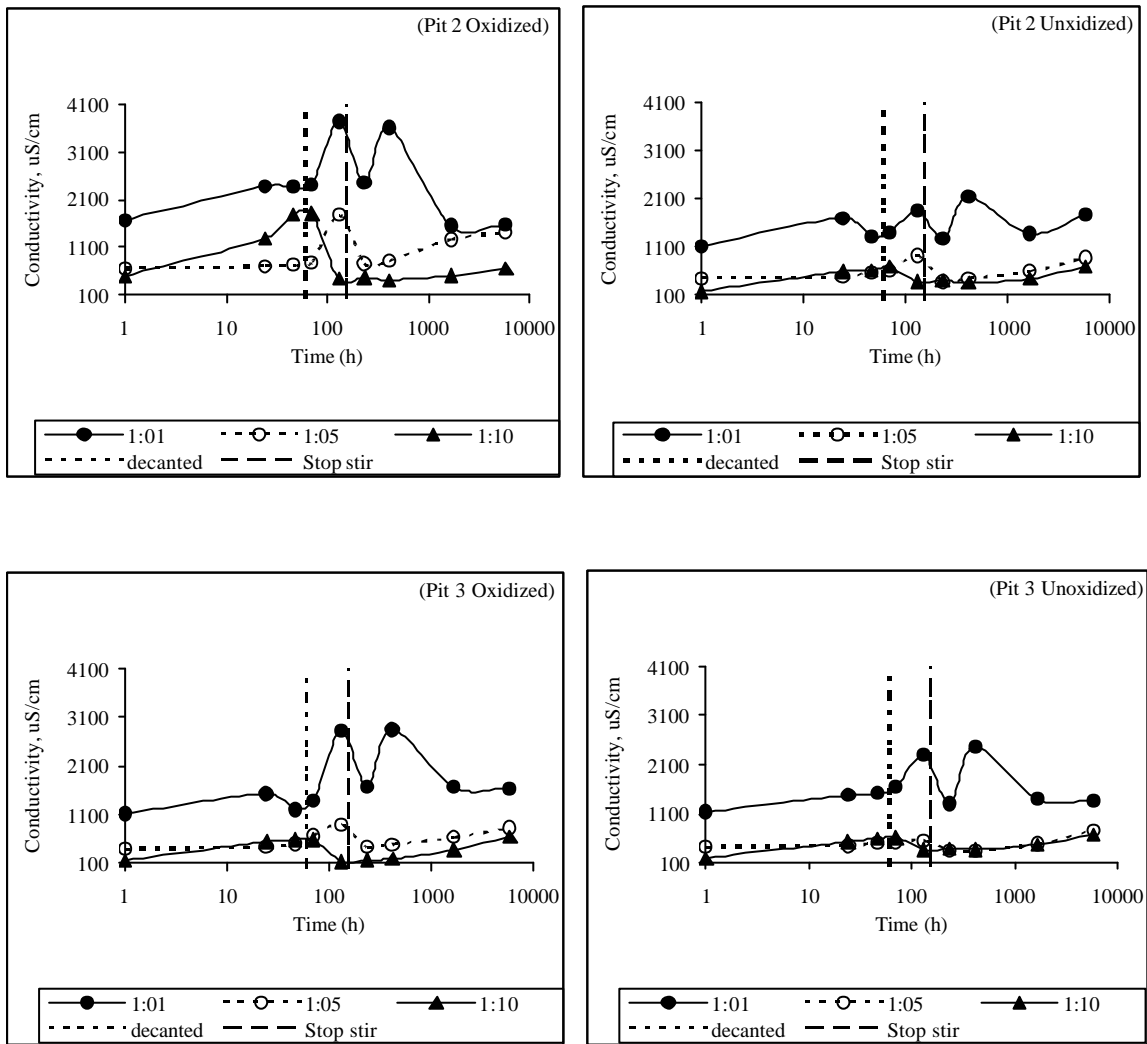 (Pit 2 Oxidized)
Conductivity, uS/cm
4100
3100
2100
1100
100
1 10 100 1000 10000
Time (h)
1:01 1:05 1:10
decanted Stop stir
(Pit 2 Unxidized)
Conductivity, uS/cm
4100
3100
2100
1100
100
1 10 100 1000 10000
Time (h)
1:01 1:05 1:10
decanted Stop stir
(Pit 3 Oxidized)
Conductivity, uS/cm
4100
3100
2100
1100
100
1 10 100 1000 10000
Time (h)
1:01 1:05 1:10
decanted Stop stir
(Pit 3 Unoxidized)
Conductivity, uS/cm
4100
3100
2100
1100
100
1 10 100 1000 10000
Time (h)
1:01 1:05 1:10
decanted Stop stir